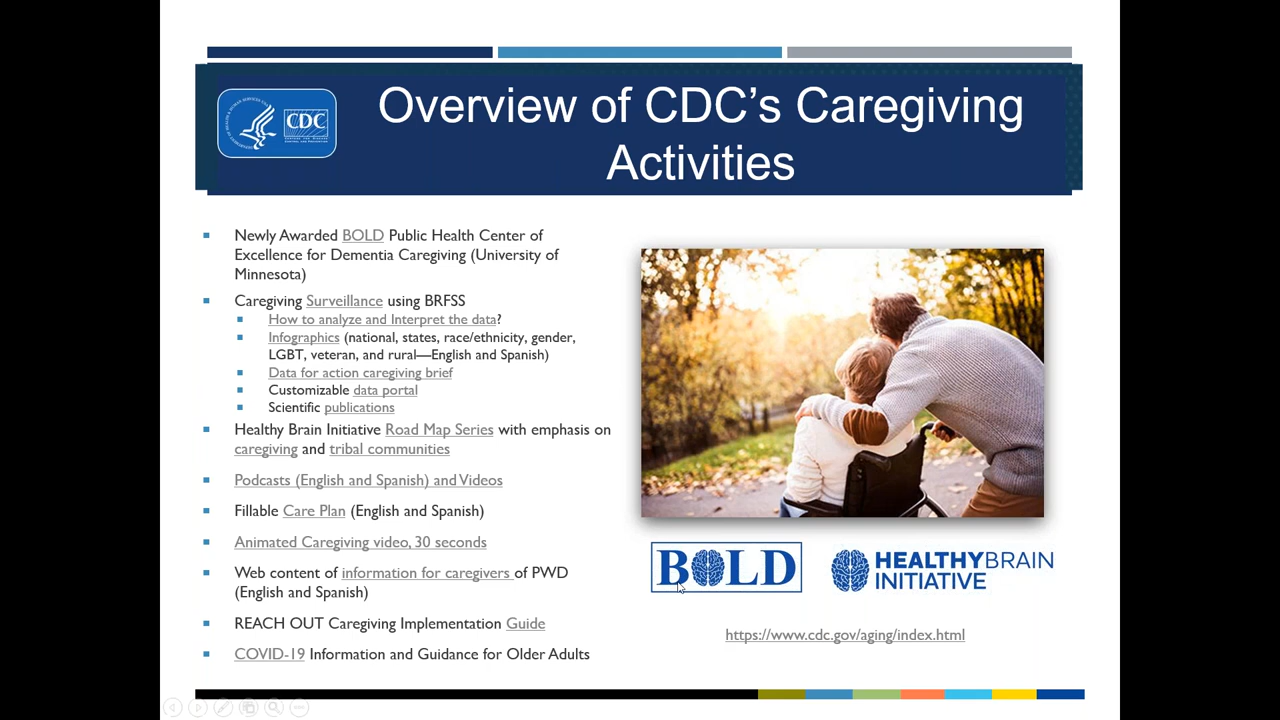 Overview of CDC’s Caregiving
Activities
CDC
Newly Awarded BOLD Public Health Center of
Excellence for Dementia Caregiving (University of
Minnesota)
Caregiving Surveillance using BRFSS
How to analyze and Interpret the data?
Infographics (national, states, race/ethnicity, gender,
LGBT, veteran, and rural—English and Spanish)
Data for action caregiving brief
Customizable data portal
Scientific publications
Healthy Brain Initiative Road Map Series with emphasis on
caregiving and tribal communities
Podcasts (English and Spanish) and Videos
Fillable Care Plan (English and Spanish)
Animated Caregiving video, 30 seconds
Web content of information for caregivers of PWD
(English and Spanish)
REACH OUT Caregiving Implementation Guide
COVID-19 Information and Guidance for Older Adults
BOLD
HEALTHYBRAIN
INITIATIVE
https://www.cdc.gov/aging/index.html